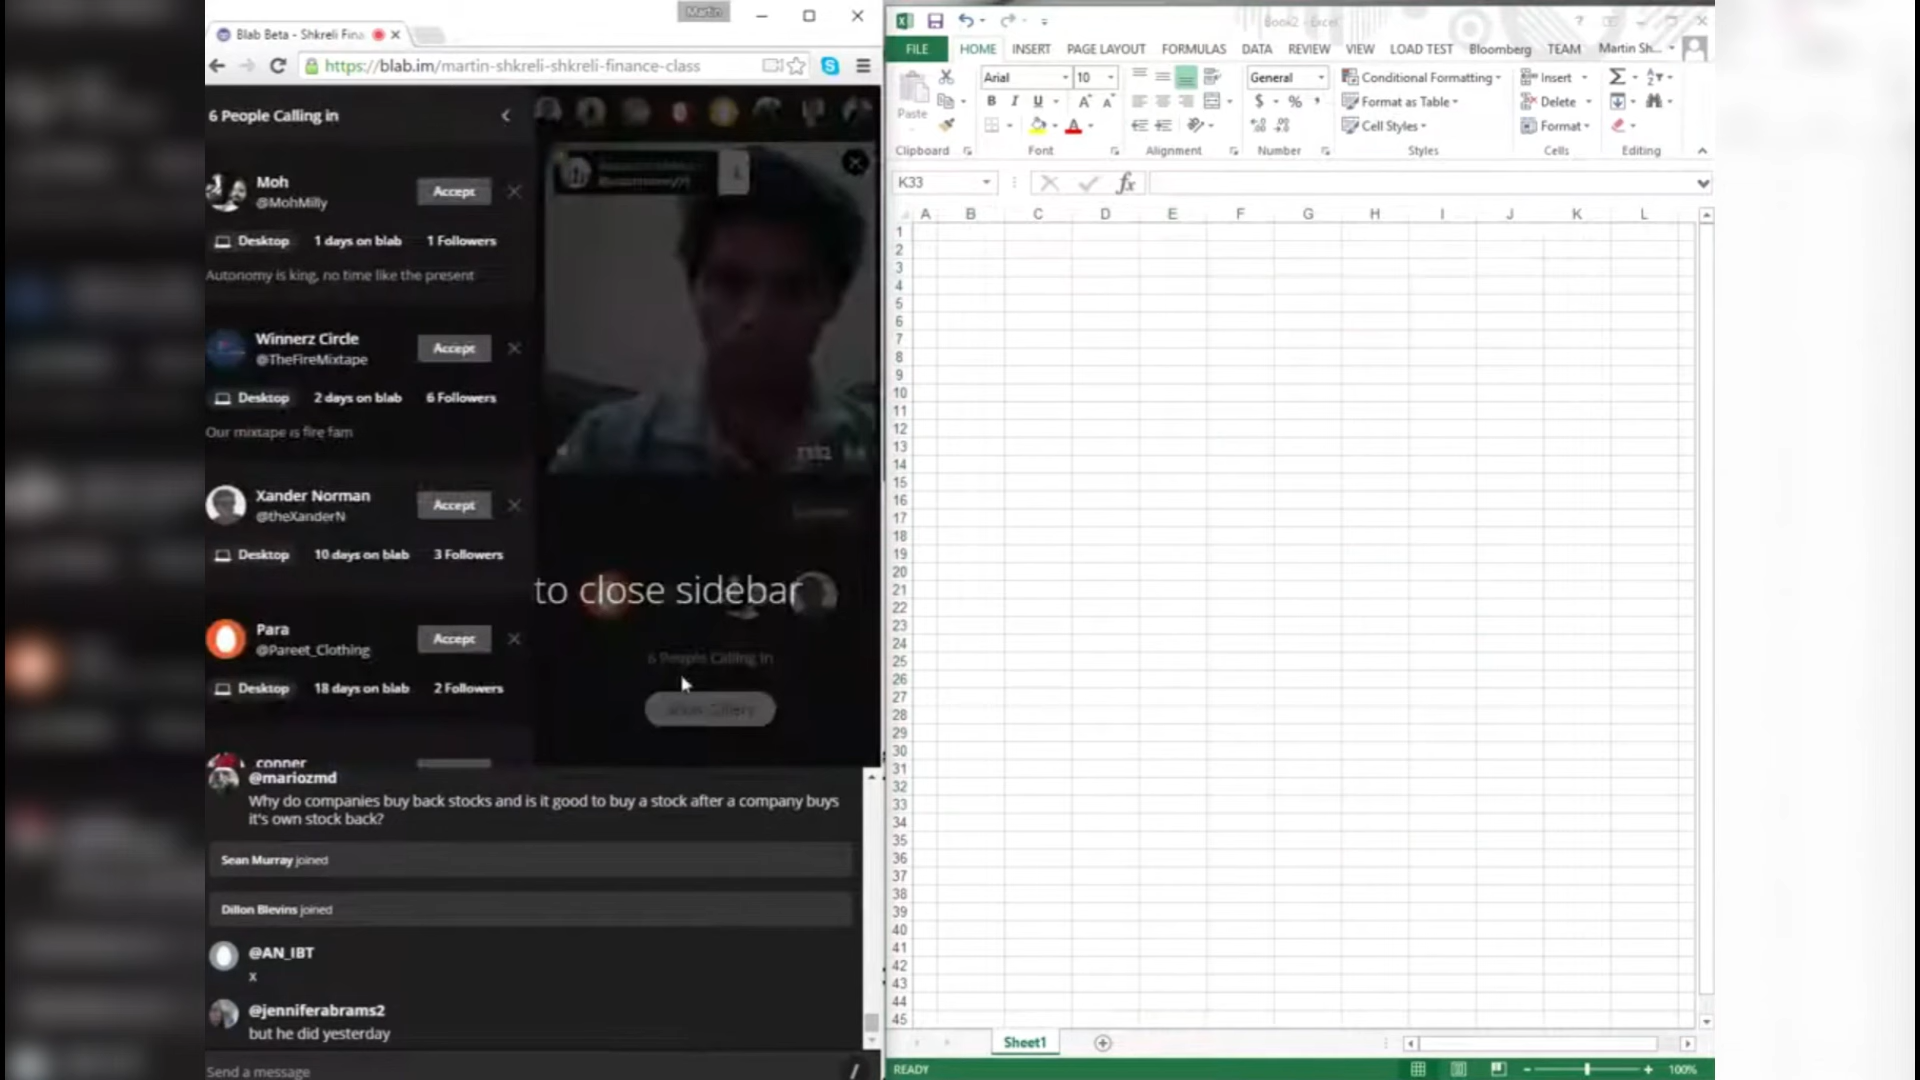 Martin
Blab Beta - Shkreli Fina
https://blab.im/martin-shkreli-shkreli-finance-class
6 People Calling in
Moh
@MohMilly
Accept
Desktop 1 days on blab 1 Followers
Autonomy is king, no time like the present
Winnerz Circle
@TheFireMixtape
Accept
Desktop 2 days on blab 6 Followers
Our mixtape is fire fam
Xander Norman
@theXanderN
Accept
Desktop 10 days on blab 3 Followers
Para
@Pareet_Clothing
Accept
Desktop 18 days on blab 2 Followers
conner
to close sidebar
6 People Calling In
@mariozmd
Why do companies buy back stocks and is it good to buy a stock after a company buys
it's own stock back?
Sean Murray joined
Dillon Blevins joined
@AN_IBT
x
@jenniferabrams2
but he did yesterday
Send a message /
Book2 - Excel
FILE HOME INSERT PAGE LAYOUT FORMULAS DATA REVIEW VIEW LOAD TEST Bloomberg TEAM Martin Sh...
Paste
Arial 10
General
B I U
$ % ,
Conditional Formatting
Format as Table
Cell Styles
Insert
Delete
Format
Clipboard Font Alignment Number Styles Cells Editing
K33 fx
A B C D E F G H I J K L
1
2
3
4
5
6
7
8
9
10
11
12
13
14
15
16
17
18
19
20
21
22
23
24
25
26
27
28
29
30
31
32
33
34
35
36
37
38
39
40
41
42
43
44
45
Sheet1
READY 100%